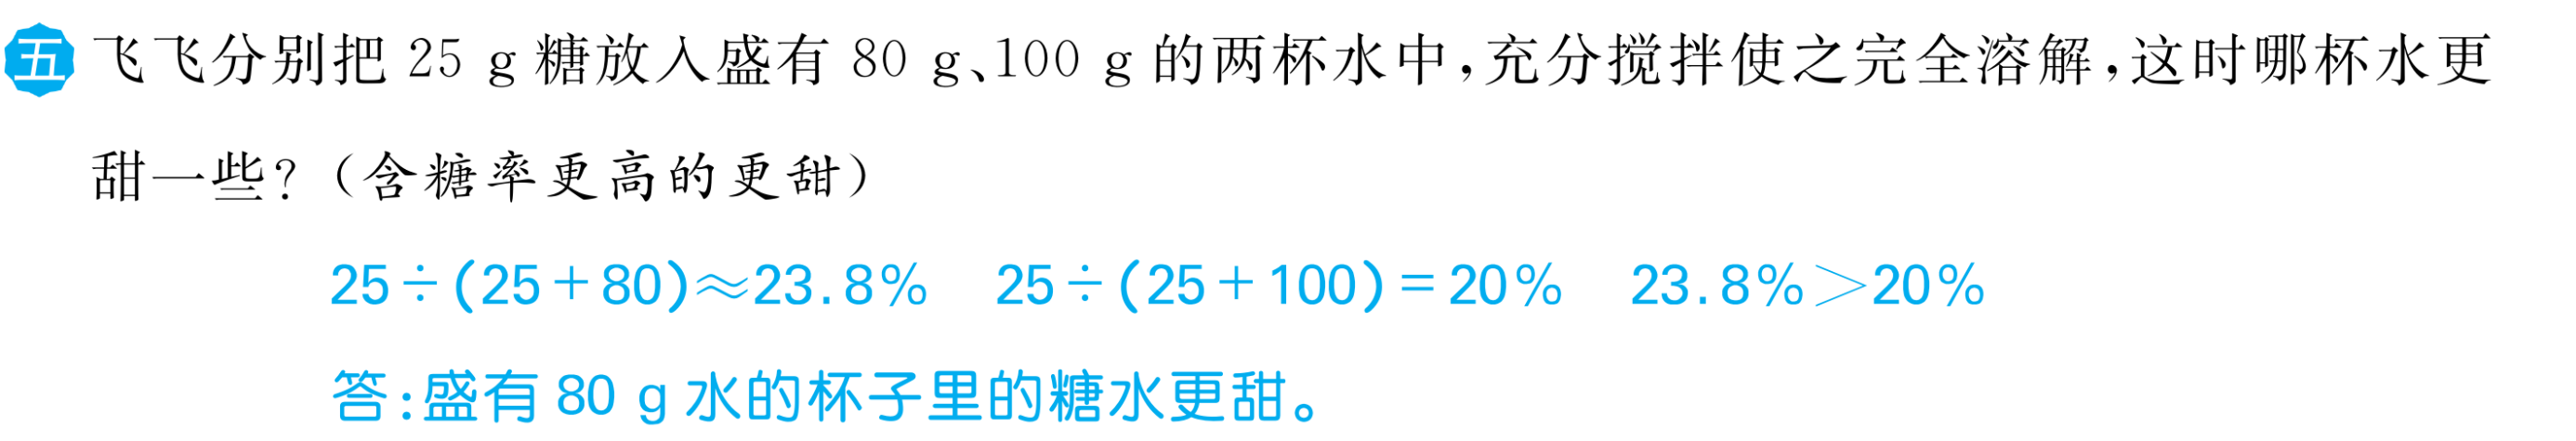 五 飞飞分别把 25 g 糖放入盛有 80 g、100 g 的两杯水中,充分搅拌使之完全溶解,这时哪杯水更
甜一些?(含糖率更高的更甜)
25÷(25+80)≈23.8% 25÷(25+100)=20% 23.8%>20%
答:盛有 80 g 水的杯子里的糖水更甜。